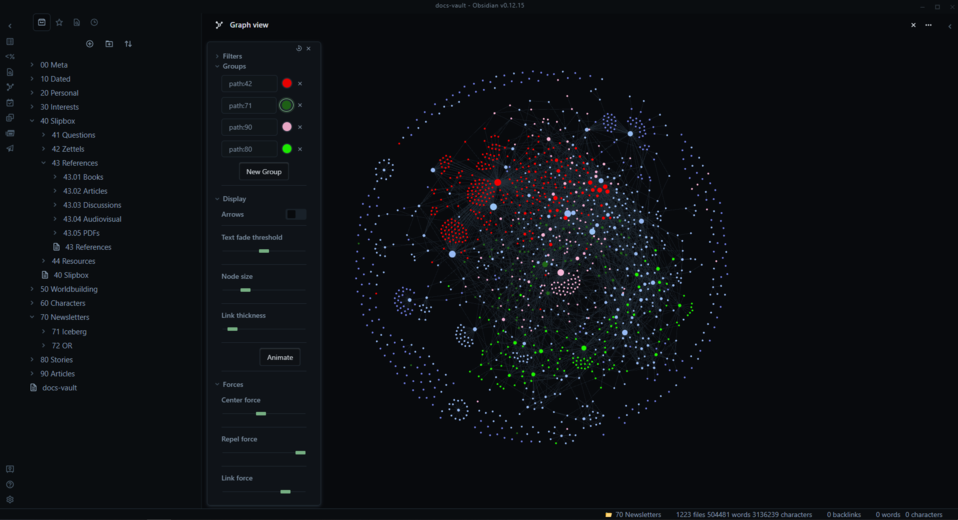 docs-vault - Obsidian v0.12.15
Graph view
Filters
Groups
path:42
path:71
path:90
path:80
New Group
Display
Arrows
Text fade threshold
Node size
Link thickness
Animate
Forces
Center force
Repel force
Link force
00 Meta
10 Dated
20 Personal
30 Interests
40 Slipbox
41 Questions
42 Zettels
43 References
43.01 Books
43.02 Articles
43.03 Discussions
43.04 Audiovisual
43.05 PDFs
43 References
44 Resources
40 Slipbox
50 Worldbuilding
60 Characters
70 Newsletters
71 Iceberg
72 OR
80 Stories
90 Articles
docs-vault
70 Newsletters 1223 files 504481 words 3136239 characters 0 backlinks 0 words 0 characters